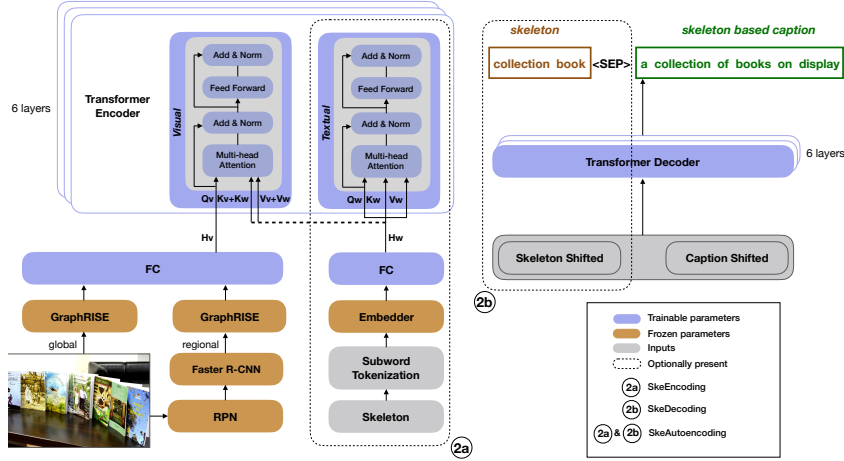 6 layers
Transformer
Encoder
Visual
Add & Norm
Feed Forward
Add & Norm
Multi-head
Attention
Qv Kv+Kw Vv+Vw
Textual
Add & Norm
Feed Forward
Add & Norm
Multi-head
Attention
Qw Kw Vw
Hv
Hw
FC
FC
GraphRISE
GraphRISE
Embedder
global
regional
Faster R-CNN
Subword
Tokenization
RPN
Skeleton
2a
skeleton
skeleton based caption
collection book <SEP> a collection of books on display
Transformer Decoder
6 layers
Skeleton Shifted
Caption Shifted
2b
Trainable parameters
Frozen parameters
Inputs
Optionally present
2a SkeEncoding
2b SkeDecoding
2a & 2b SkeAutoencoding